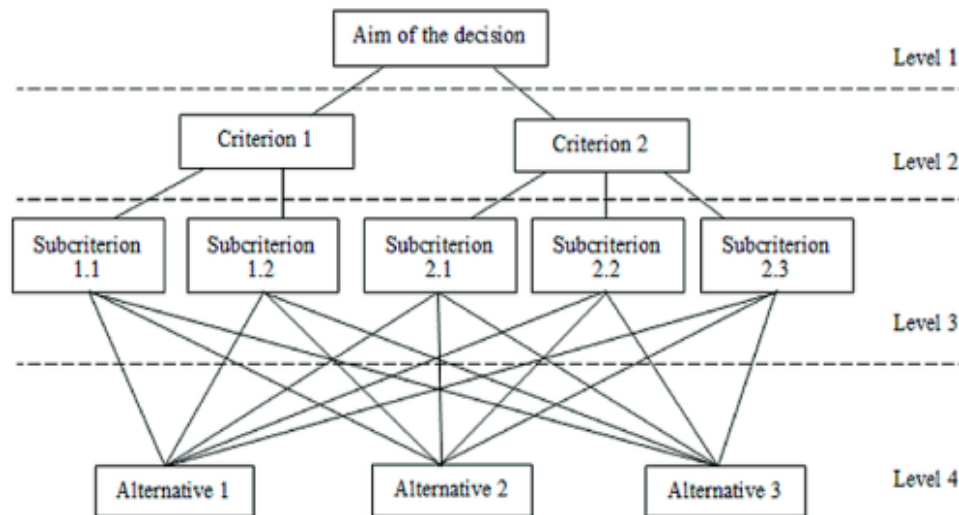 Aim of the decision
Level 1
Criterion 1
Criterion 2
Level 2
Subcriterion
1.1
Subcriterion
1.2
Subcriterion
2.1
Subcriterion
2.2
Subcriterion
2.3
Level 3
Alternative 1
Alternative 2
Alternative 3
Level 4